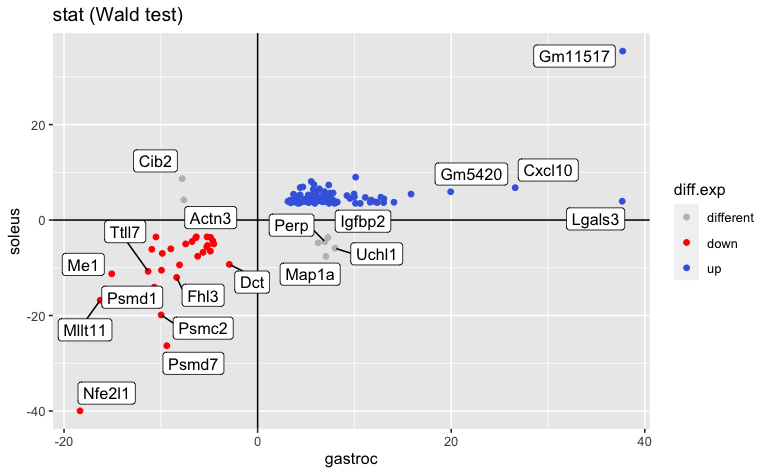 stat (Wald test)
Gm11517
20
Cib2
Gm5420
Cxcl10
Actn3
Igfbp2
Lgals3
Ttll7
Perp
Uchl1
0
soleus
Me1
Map1a
Dct
Psmd1
Fhl3
Mllt11
Psmc2
-20
Psmd7
Nfe2l1
-40
-20
0
20
40
gastroc
diff.exp
different
down
up